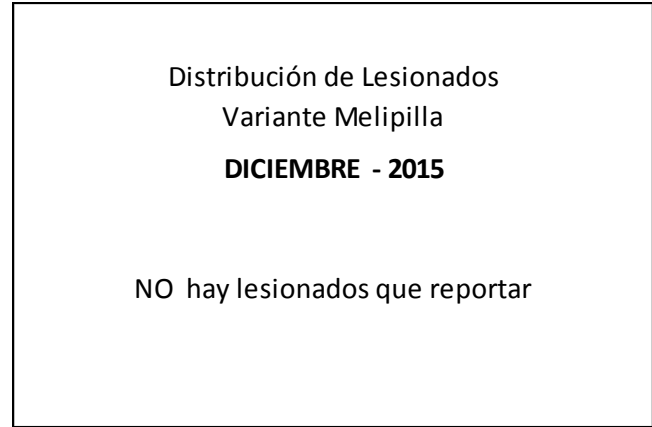 Distribución de Lesionados
Variante Melipilla
DICIEMBRE - 2015
NO hay lesionados que reportar